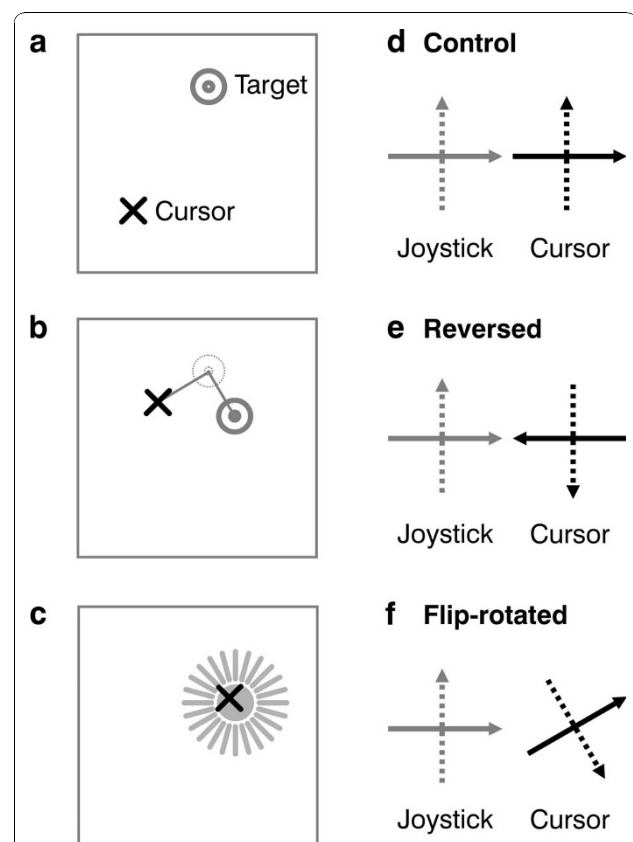 a
Target
Cursor
b
c
d Control
Joystick Cursor
e Reversed
Joystick Cursor
f Flip-rotated
Joystick Cursor